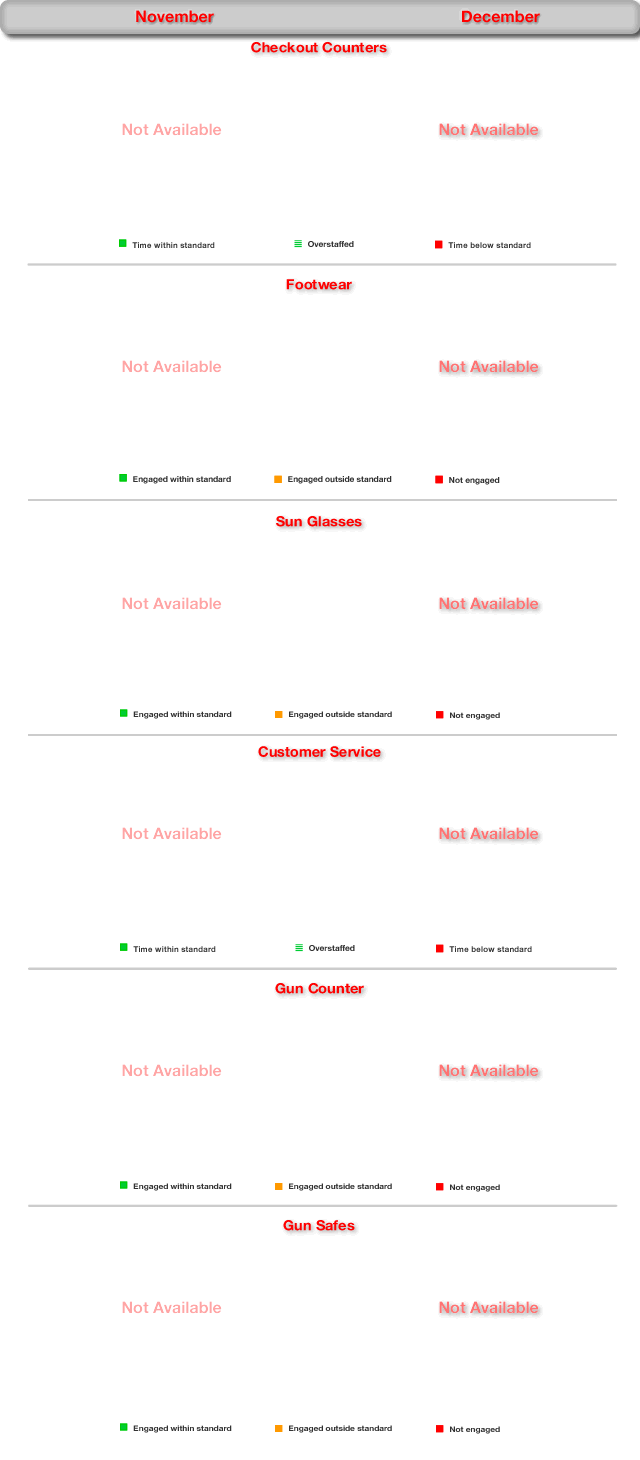 November December
Checkout Counters
Not Available Not Available
Time within standard Overstaffed Time below standard
Footwear
Not Available Not Available
Engaged within standard Engaged outside standard Not engaged
Sun Glasses
Not Available Not Available
Engaged within standard Engaged outside standard Not engaged
Customer Service
Not Available Not Available
Time within standard Overstaffed Time below standard
Gun Counter
Not Available Not Available
Engaged within standard Engaged outside standard Not engaged
Gun Safes
Not Available Not Available
Engaged within standard Engaged outside standard Not engaged